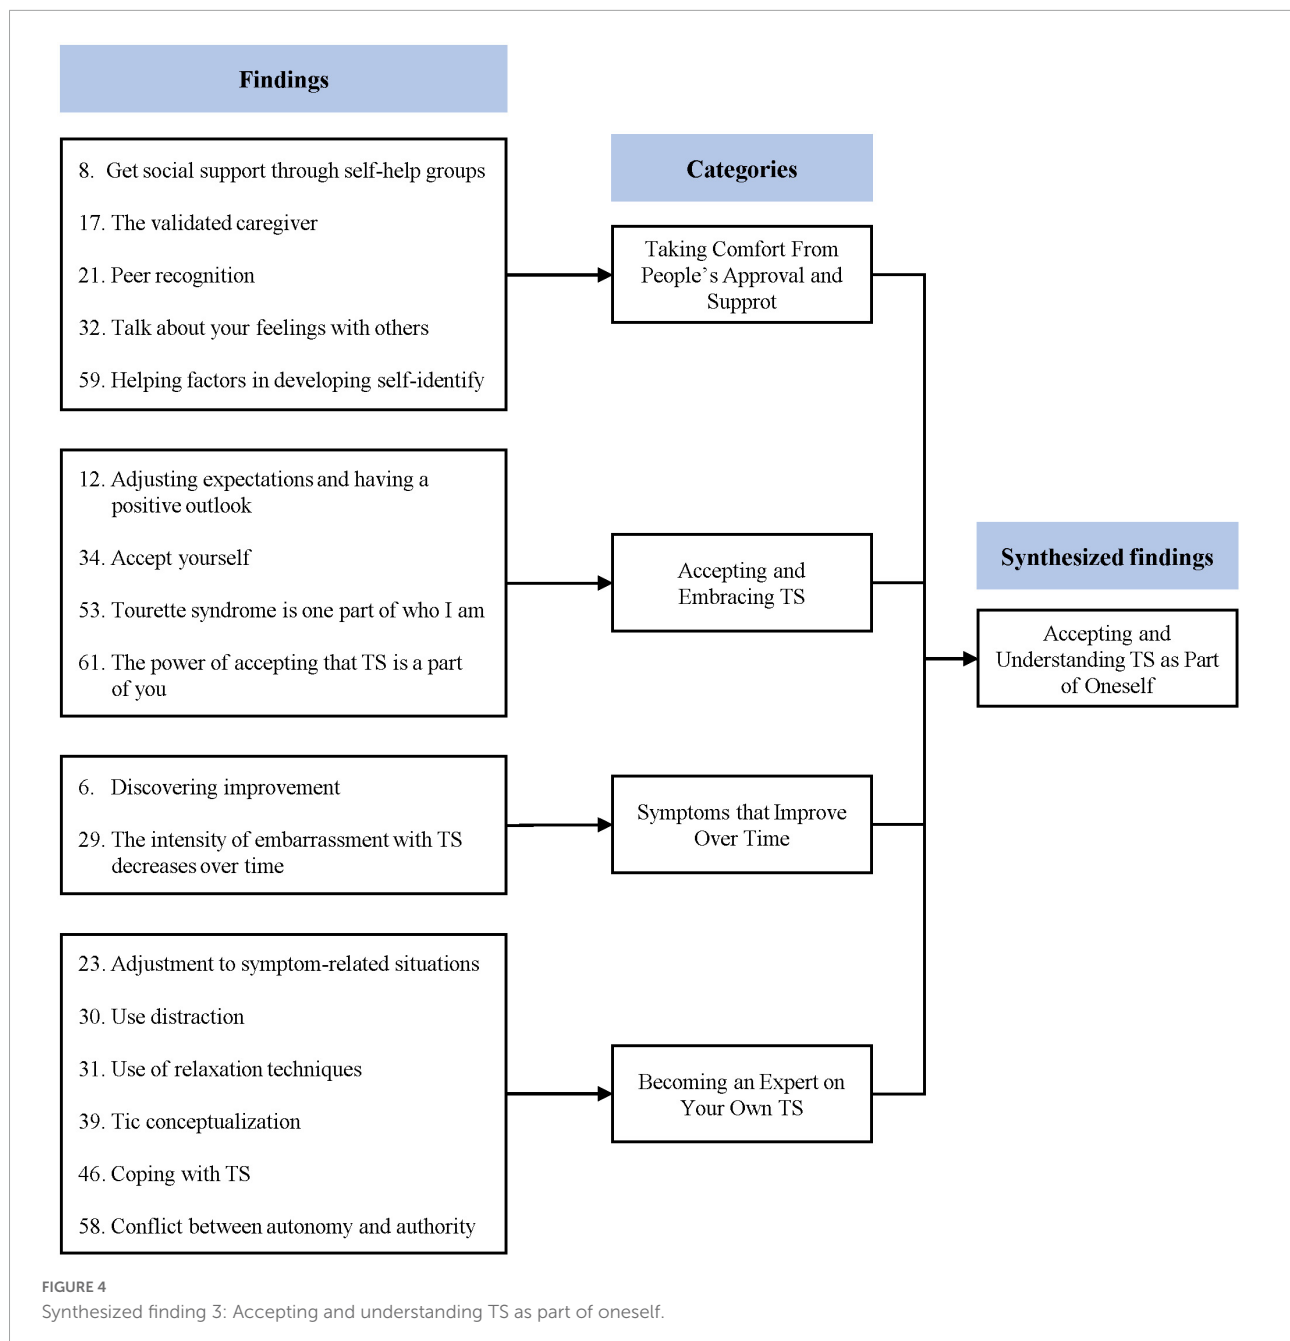 Findings
8. Get social support through self-help groups
17. The validated caregiver
21. Peer recognition
32. Talk about your feelings with others
59. Helping factors in developing self-identify
12. Adjusting expectations and having a
positive outlook
34. Accept yourself
53. Tourette syndrome is one part of who I am
61. The power of accepting that TS is a part
of you
6. Discovering improvement
29. The intensity of embarrassment with TS
decreases over time
23. Adjustment to symptom-related situations
30. Use distraction
31. Use of relaxation techniques
39. Tic conceptualization
46. Coping with TS
58. Conflict between autonomy and authority
Categories
Taking Comfort From
People's Approval and
Supprot
Accepting and
Embracing TS
Symptoms that Improve
Over Time
Becoming an Expert on
Your Own TS
Synthesized findings
Accepting and
Understanding TS as Part
of Oneself
FIGURE 4
Synthesized finding 3: Accepting and understanding TS as part of oneself.